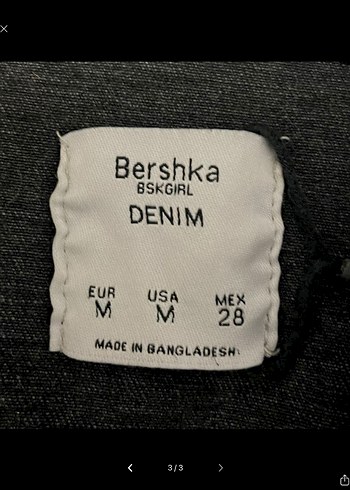 Bershka
BSKGIRL
DENIM
EUR USA MEX
M M 28
MADE IN BANGLADESH
3/3